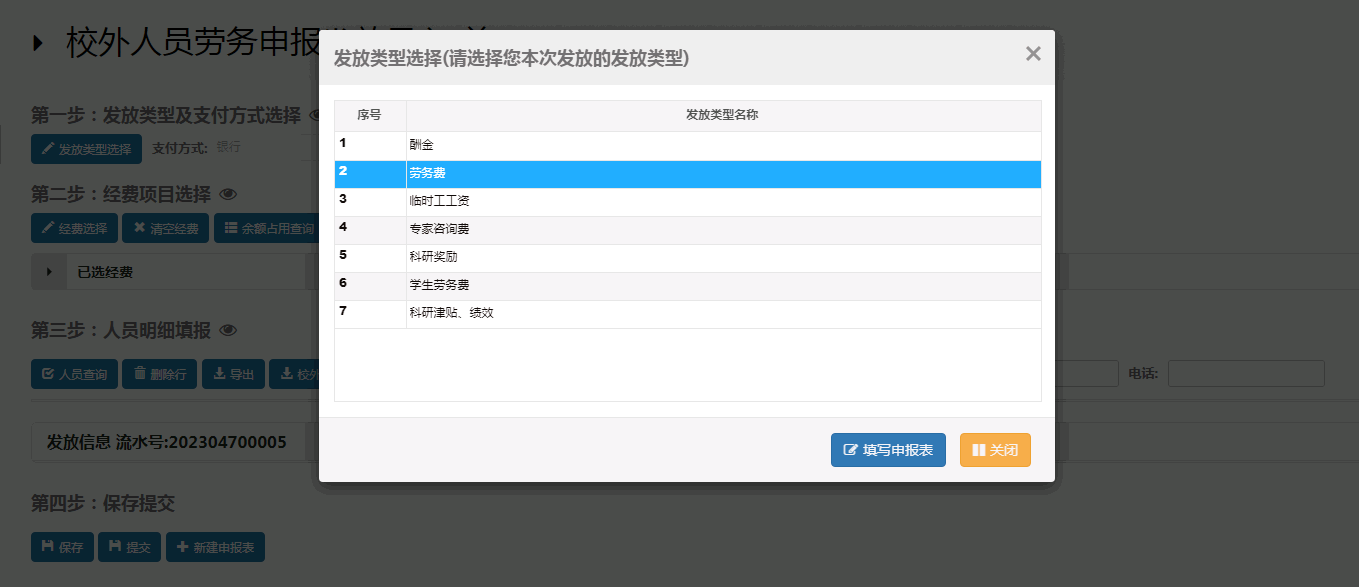 校外人员劳务申报
发放类型选择(请选择您本次发放的发放类型)
第一步：发放类型及支付方式选择
发放类型选择 支付方式: 银行
第二步：经费项目选择
经费选择 清空经费 余额占用查询
已选经费
第三步：人员明细填报
人员查询 删除行 导出 校外
电话:
发放信息 流水号:202304700005
第四步：保存提交
保存 提交 新建申报表
序号 发放类型名称
1 酬金
2 劳务费
3 临时工工资
4 专家咨询费
5 科研奖励
6 学生劳务费
7 科研津贴、绩效
填写申报表 关闭